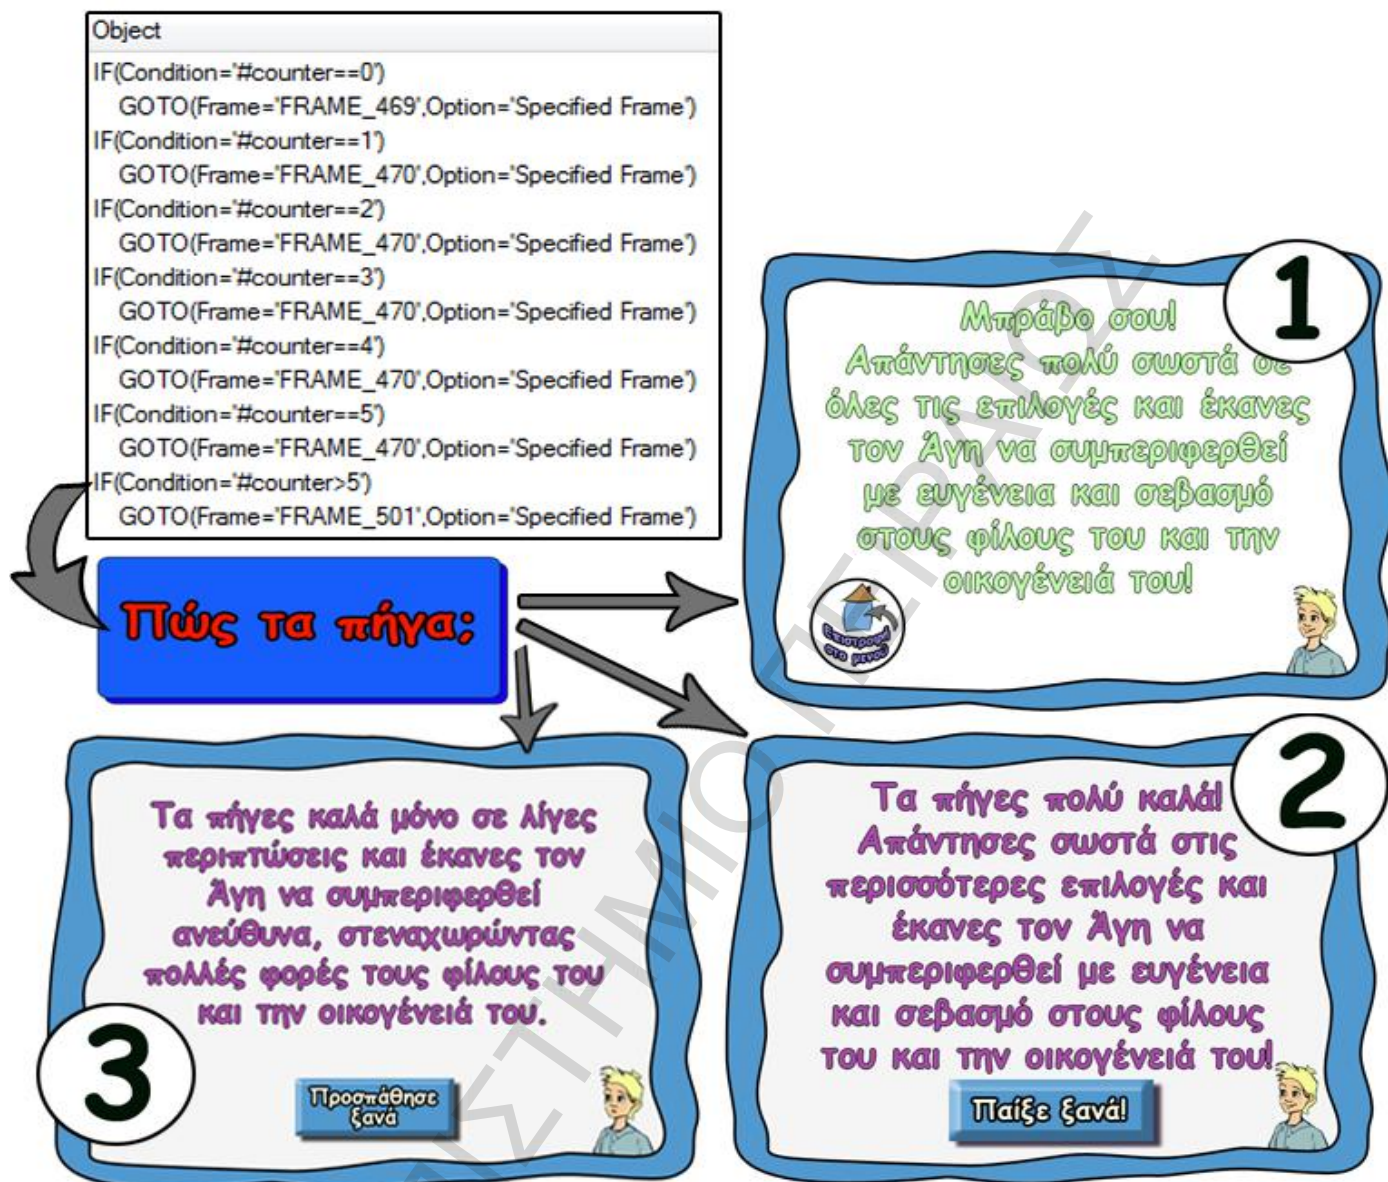 Object
IF(Condition="#counter==0")
GOTO(Frame="FRAME_469",Option="Specified Frame")
IF(Condition="#counter==1")
GOTO(Frame="FRAME_470",Option="Specified Frame")
IF(Condition="#counter==2")
GOTO(Frame="FRAME_470",Option="Specified Frame")
IF(Condition="#counter==3")
GOTO(Frame="FRAME_470",Option="Specified Frame")
IF(Condition="#counter==4")
GOTO(Frame="FRAME_470",Option="Specified Frame")
IF(Condition="#counter==5")
GOTO(Frame="FRAME_470",Option="Specified Frame")
IF(Condition="#counter>5")
GOTO(Frame="FRAME_501",Option="Specified Frame")
Πώς τα πήγα;
1
Μπράβο σου!
Απάντησες πολύ σωστά σε
όλες τις επιλογές και έκανες
τον Άγη να συμπεριφερθεί
με ευγένεια και σεβασμό
στους φίλους του και την
οικογένειά του!
Επιστροφή
στο μενού
2
Τα πήγες πολύ καλά!
Απάντησες σωστά στις
περισσότερες επιλογές και
έκανες τον Άγη να
συμπεριφερθεί με ευγένεια
και σεβασμό στους φίλους
του και την οικογένειά του!
Παίξε ξανά!
3
Τα πήγες καλά μόνο σε λίγες
περιπτώσεις και έκανες τον
Άγη να συμπεριφερθεί
ανεύθυνα, στεναχωρώντας
πολλές φορές τους φίλους του
και την οικογένειά του.
Προσπάθησε
ξανά